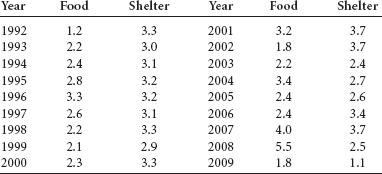 Year Food Shelter Year Food Shelter
1992 1.2 3.3 2001 3.2 3.7
1993 2.2 3.0 2002 1.8 3.7
1994 2.4 3.1 2003 2.2 2.4
1995 2.8 3.2 2004 3.4 2.7
1996 3.3 3.2 2005 2.4 2.6
1997 2.6 3.1 2006 2.4 3.4
1998 2.2 3.3 2007 4.0 3.7
1999 2.1 2.9 2008 5.5 2.5
2000 2.3 3.3 2009 1.8 1.1